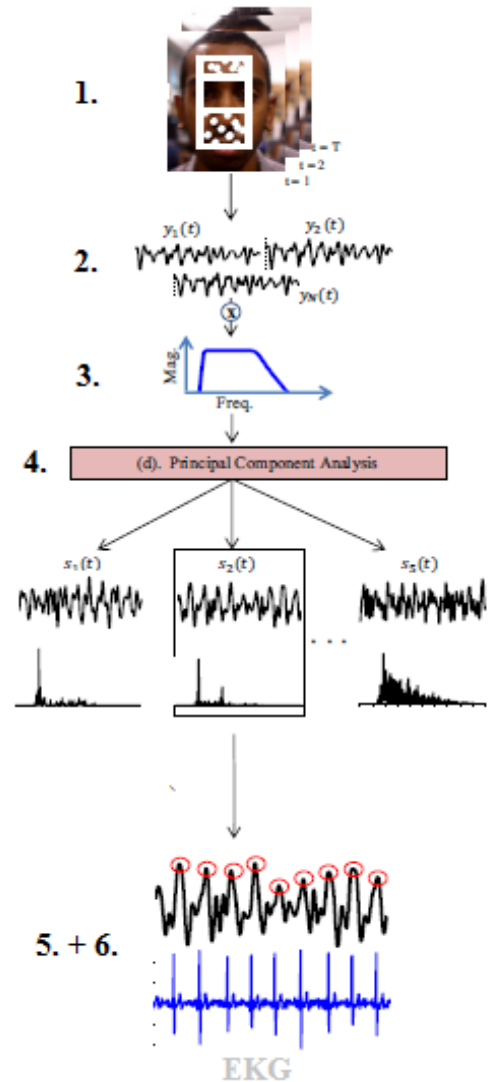 1.
t = T
t = 2
t = 1
y₁(t) y₂(t)
2.
y_N(t)
X
3.
Mag.
Freq.
4.
(d). Principal Component Analysis
s₁(t) s₂(t) s₅(t)
. . .
5. + 6.
EKG